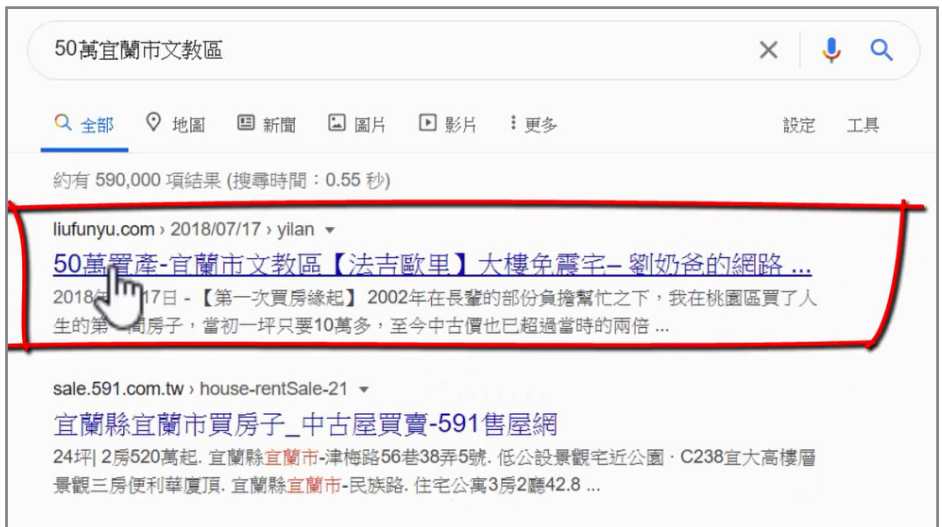 50萬宜蘭市文教區
全部 地圖 新聞 圖片 影片 更多 設定 工具
約有 590,000 項結果 (搜尋時間：0.55 秒)
liufunyu.com › 2018/07/17 › yilan
50萬置產-宜蘭市文教區【法吉歐里】大樓免震宅– 劉奶爸的網路 ...
2018 17日 - 【第一次買房緣起】 2002年在長輩的部份負擔幫忙之下，我在桃園區買了人
生的第一間房子，當初一坪只要10萬多，至今中古價也已超過當時的兩倍 ...
sale.591.com.tw › house-rentSale-21
宜蘭縣宜蘭市買房子_中古屋買賣-591售屋網
24坪| 2房520萬起. 宜蘭縣宜蘭市-津梅路56巷38弄5號. 低公設景觀宅近公園 · C238宜大高樓層
景觀三房便利華廈頂. 宜蘭縣宜蘭市-民族路. 住宅公寓3房2廳42.8 ...